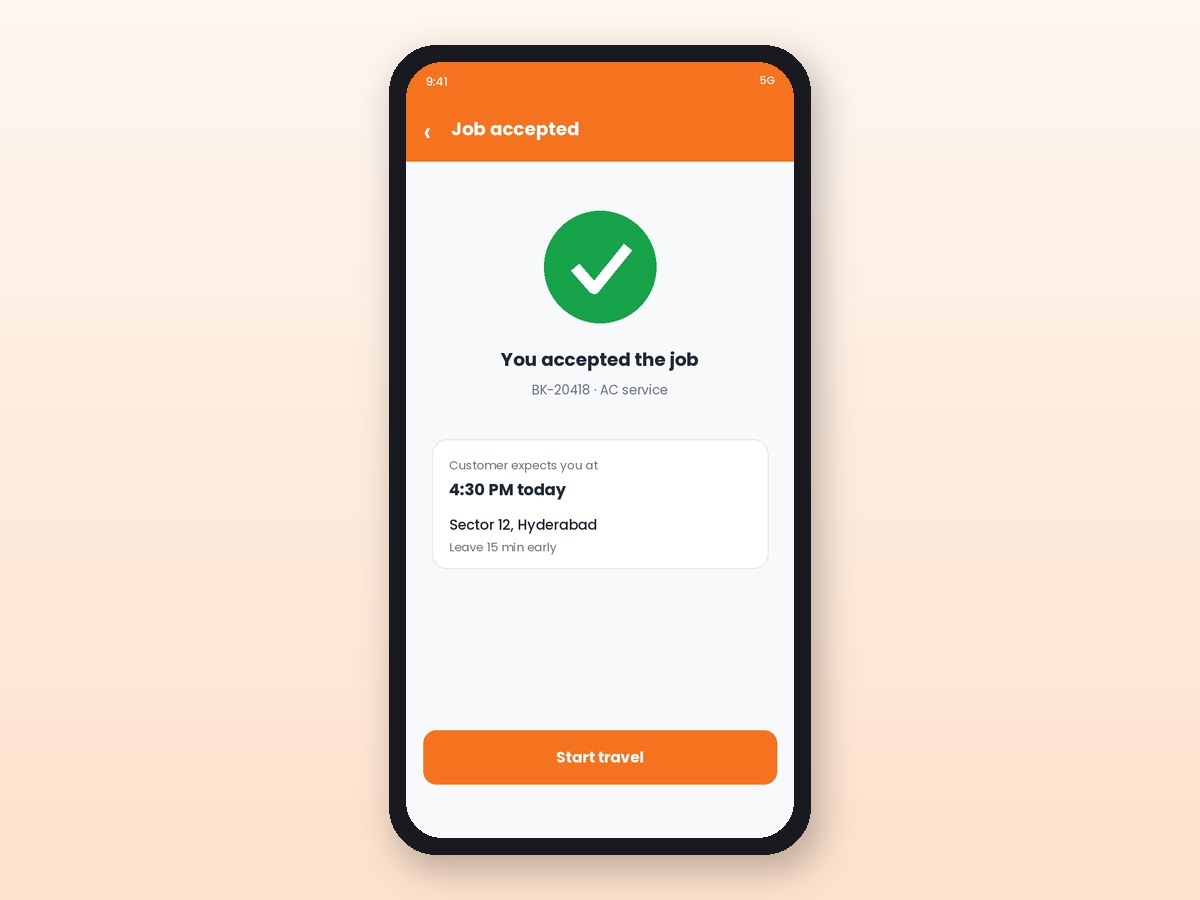 9:41
5G
‹ Job accepted
You accepted the job
BK-20418 · AC service
Customer expects you at
4:30 PM today
Sector 12, Hyderabad
Leave 15 min early
Start travel